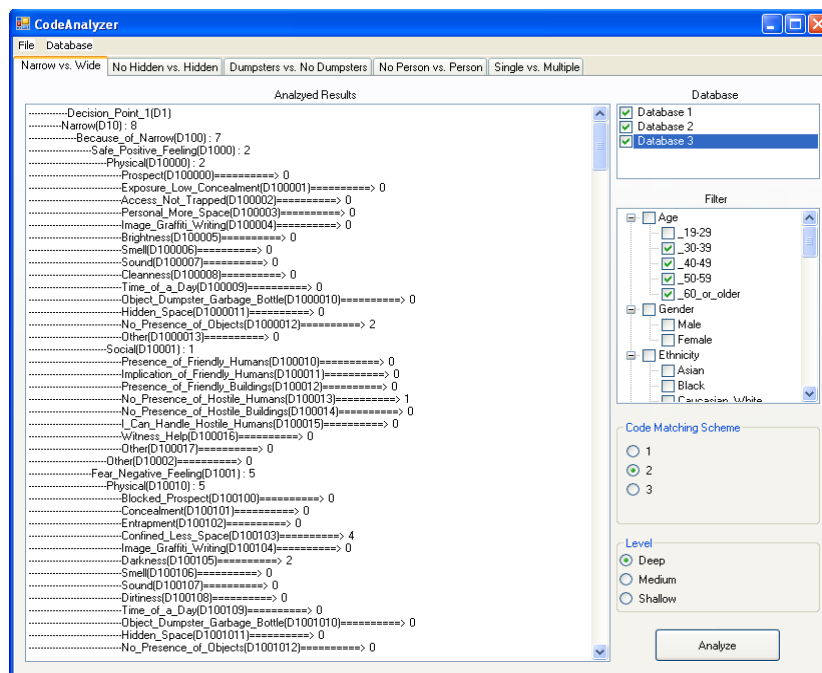 CodeAnalyzer
File Database
Narrow vs. Wide No Hidden vs. Hidden Dumpsters vs. No Dumpsters No Person vs. Person Single vs. Multiple
Analzyed Results
------------Decision_Point_1(D1)
----------Narrow(D10) : 8
---------------Because_of_Narrow(D100) : 7
--------------------Safe_Positive_Feeling(D1000) : 2
-------------------------Physical(D10000) : 2
------------------------------Prospect(D100000)==========> 0
------------------------------Exposure_Low_Concealment(D100001)==========> 0
------------------------------Access_Not_Trapped(D100002)==========> 0
------------------------------Personal_More_Space(D100003)==========> 0
------------------------------Image_Graffiti_Writing(D100004)==========> 0
------------------------------Brightness(D100005)==========> 0
------------------------------Smell(D100006)==========> 0
------------------------------Sound(D100007)==========> 0
------------------------------Cleanness(D100008)==========> 0
------------------------------Time_of_a_Day(D100009)==========> 0
------------------------------Object_Dumpster_Garbage_Bottle(D1000010)==========> 0
------------------------------Hidden_Space(D1000011)==========> 0
------------------------------No_Presence_of_Objects(D1000012)==========> 2
------------------------------Other(D1000013)==========> 0
-------------------------Social(D10001) : 1
------------------------------Presence_of_Friendly_Humans(D100010)==========> 0
------------------------------Implication_of_Friendly_Humans(D100011)==========> 0
------------------------------Presence_of_Friendly_Buildings(D100012)==========> 0
------------------------------No_Presence_of_Hostile_Humans(D100013)==========> 1
------------------------------No_Presence_of_Hostile_Buildings(D100014)==========> 0
------------------------------I_Can_Handle_Hostile_Humans(D100015)==========> 0
------------------------------Witness_Help(D100016)==========> 0
------------------------------Other(D100017)==========> 0
-------------------------Other(D10002)==========> 0
--------------------Fear_Negative_Feeling(D1001) : 5
-------------------------Physical(D10010) : 5
------------------------------Blocked_Prospect(D100100)==========> 0
------------------------------Concealment(D100101)==========> 0
------------------------------Entrapment(D100102)==========> 0
------------------------------Confined_Less_Space(D100103)==========> 4
------------------------------Image_Graffiti_Writing(D100104)==========> 0
------------------------------Darkness(D100105)==========> 2
------------------------------Smell(D100106)==========> 0
------------------------------Sound(D100107)==========> 0
------------------------------Dirtiness(D100108)==========> 0
------------------------------Time_of_a_Day(D100109)==========> 0
------------------------------Object_Dumpster_Garbage_Bottle(D1001010)==========> 0
------------------------------Hidden_Space(D1001011)==========> 0
------------------------------No_Presence_of_Objects(D1001012)==========> 0
Database
Database 1
Database 2
Database 3
Filter
Age
_19-29
_30-39
_40-49
_50-59
_60_or_older
Gender
Male
Female
Ethnicity
Asian
Black
Caucasian_White
Code Matching Scheme
1
2
3
Level
Deep
Medium
Shallow
Analyze